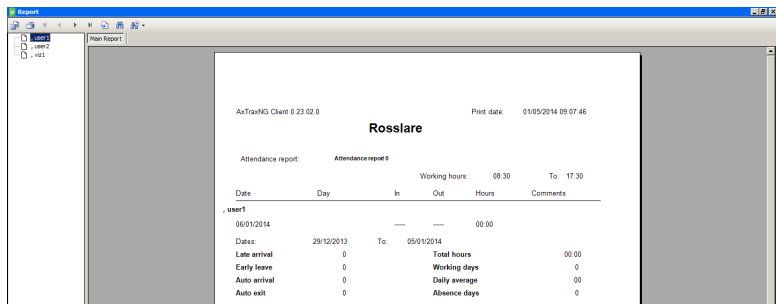 Report
, user1
, user2
, viz1
Main Report
AxTraxNG Client 0.23.02.0 Print date: 01/05/2014 09:07:46
Rosslare
Attendance report: Attendance report 0
Working hours: 08:30 To: 17:30
Date Day In Out Hours Comments
, user1
06/01/2014 ----- ----- 00:00
Dates: 29/12/2013 To: 05/01/2014
Late arrival 0 Total hours 00:00
Early leave 0 Working days 0
Auto arrival 0 Daily average 00
Auto exit 0 Absence days 0